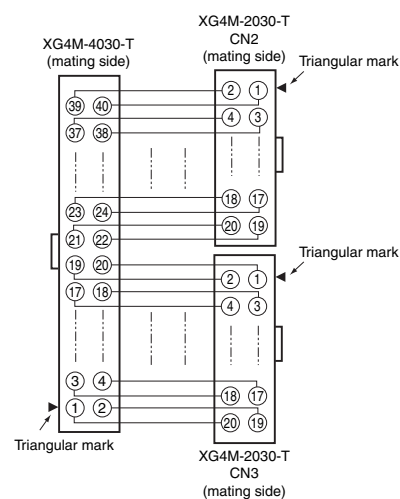 XG4M-2030-T
CN2
(mating side)
XG4M-4030-T
(mating side)
Triangular mark
39 40
37 38
23 24
21 22
19 20
17 18
3 4
1 2
2 1
4 3
18 17
20 19
Triangular mark
2 1
4 3
18 17
20 19
Triangular mark
XG4M-2030-T
CN3
(mating side)